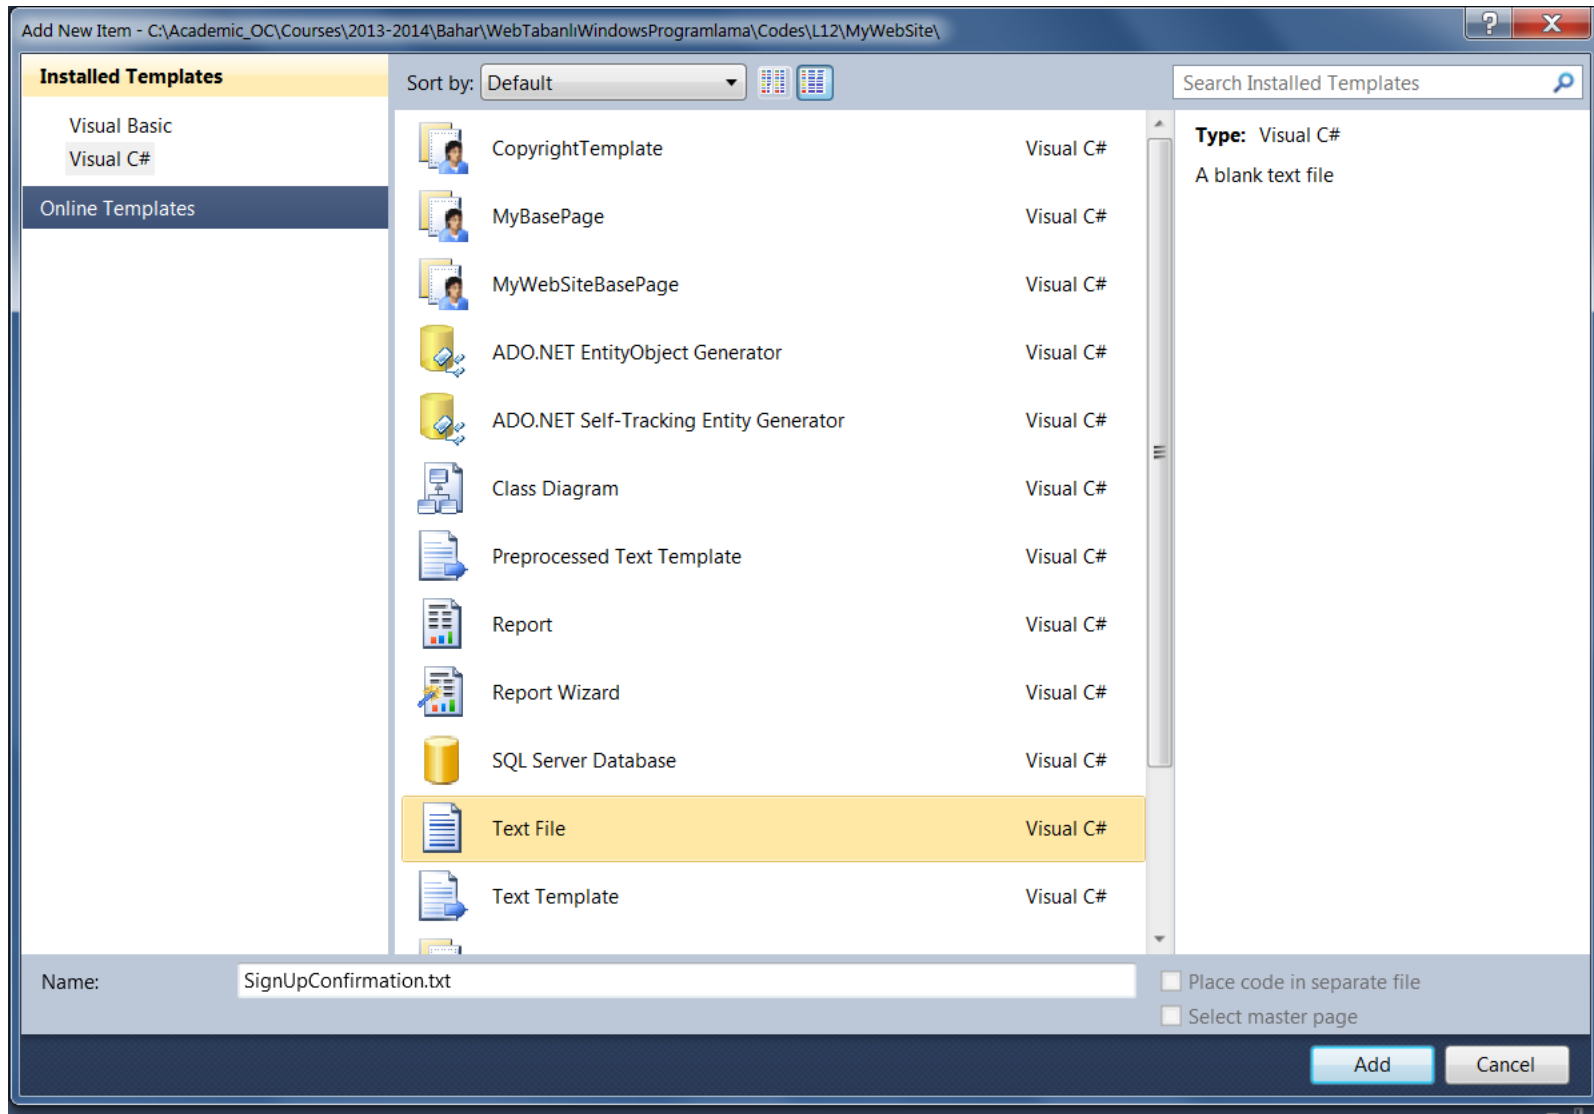 Add New Item - C:\Academic_OC\Courses\2013-2014\Bahar\WebTabanlıWindowsProgramlama\Codes\L12\MyWebSite\
Installed Templates
Visual Basic
Visual C#
Online Templates
Sort by: Default
Search Installed Templates
CopyrightTemplate Visual C#
MyBasePage Visual C#
MyWebSiteBasePage Visual C#
ADO.NET EntityObject Generator Visual C#
ADO.NET Self-Tracking Entity Generator Visual C#
Class Diagram Visual C#
Preprocessed Text Template Visual C#
Report Visual C#
Report Wizard Visual C#
SQL Server Database Visual C#
Text File Visual C#
Text Template Visual C#
Type: Visual C#
A blank text file
Name: SignUpConfirmation.txt
Place code in separate file
Select master page
Add Cancel